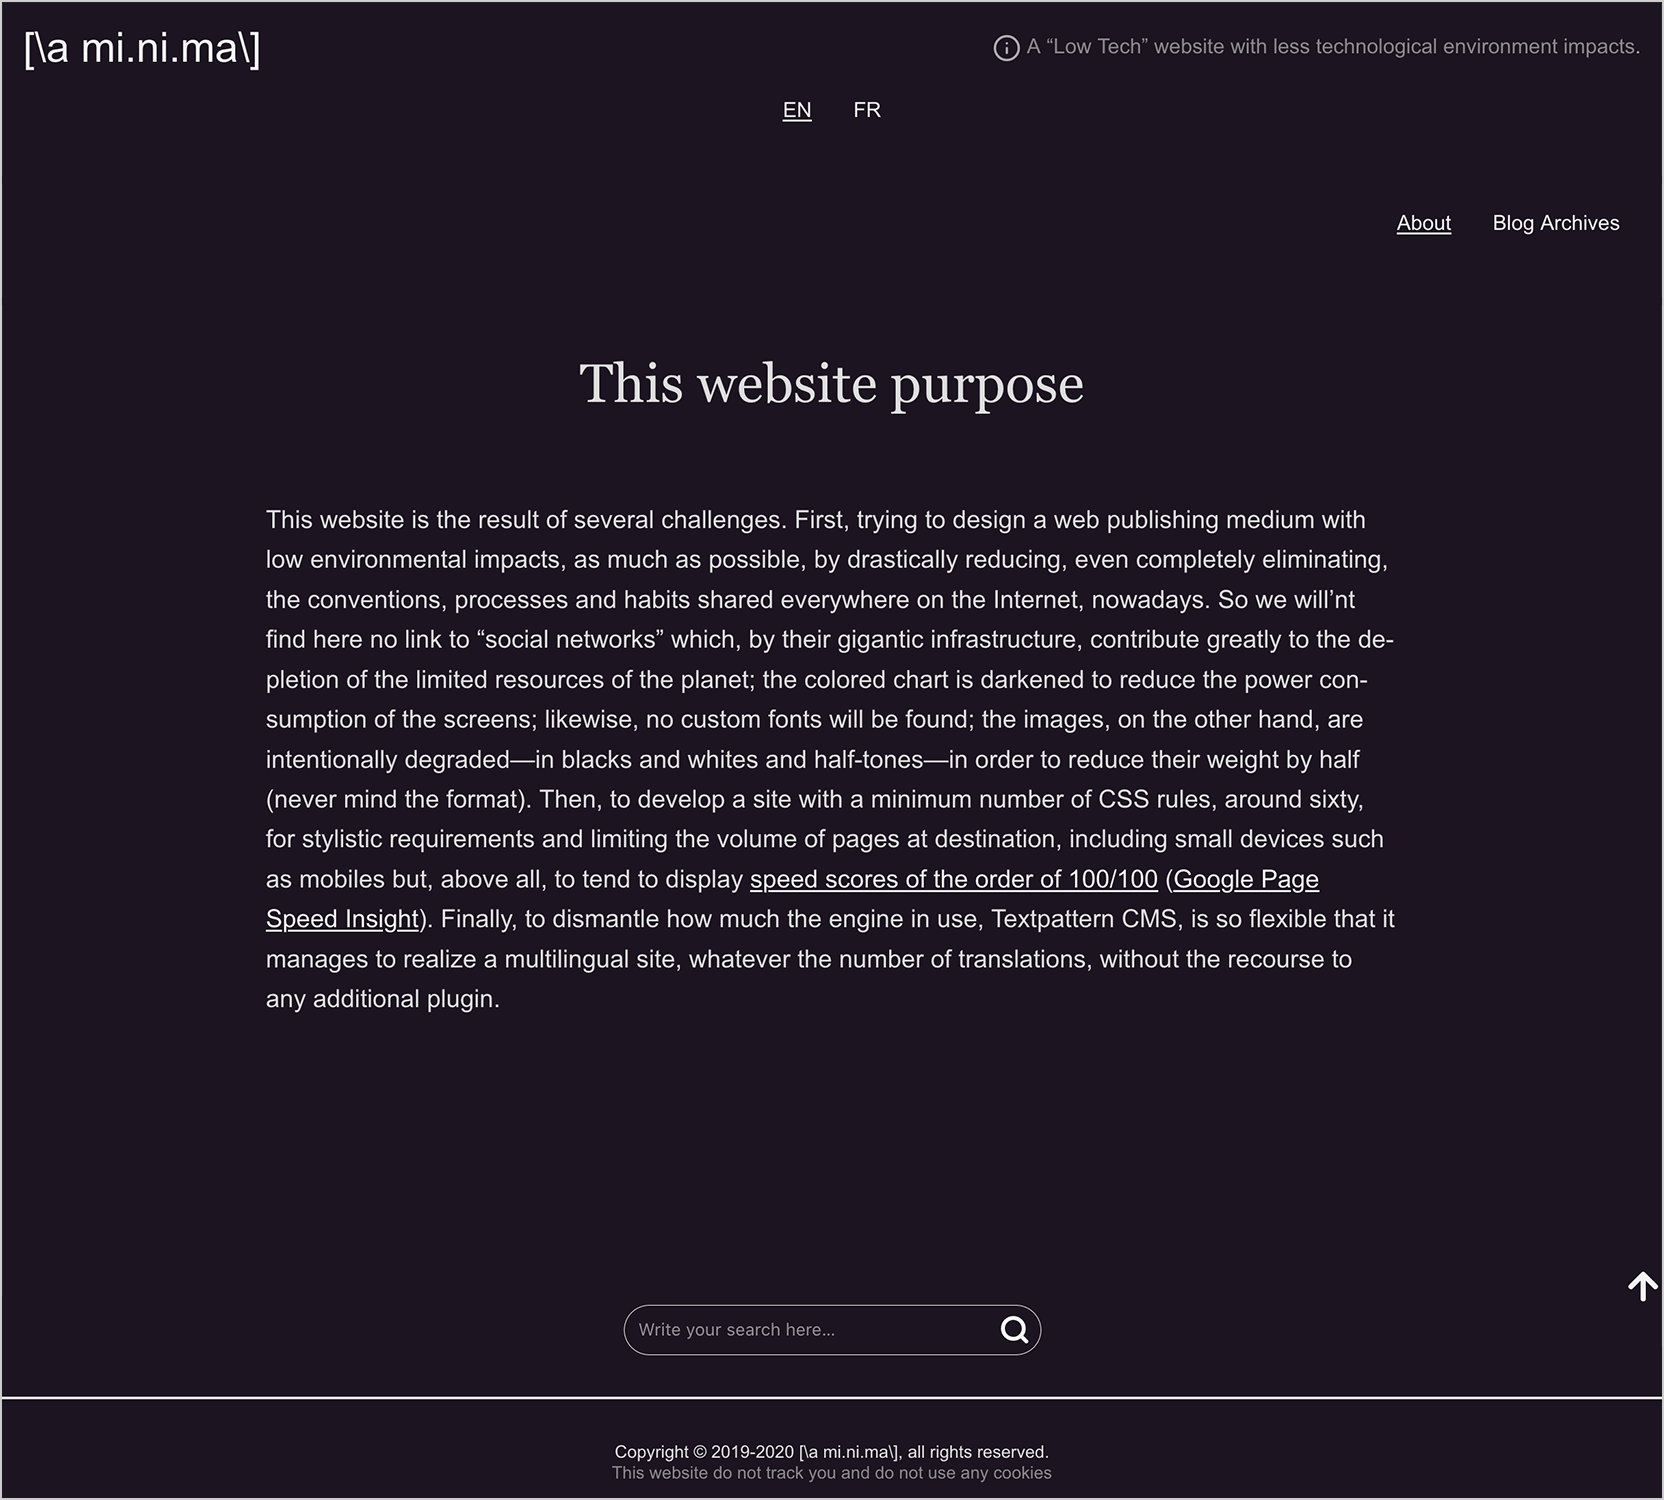 [\a mi.ni.ma\]
A “Low Tech” website with less technological environment impacts.
EN FR
About Blog Archives
This website purpose
This website is the result of several challenges. First, trying to design a web publishing medium with
low environmental impacts, as much as possible, by drastically reducing, even completely eliminating,
the conventions, processes and habits shared everywhere on the Internet, nowadays. So we will’nt
find here no link to “social networks” which, by their gigantic infrastructure, contribute greatly to the de-
pletion of the limited resources of the planet; the colored chart is darkened to reduce the power con-
sumption of the screens; likewise, no custom fonts will be found; the images, on the other hand, are
intentionally degraded—in blacks and whites and half-tones—in order to reduce their weight by half
(never mind the format). Then, to develop a site with a minimum number of CSS rules, around sixty,
for stylistic requirements and limiting the volume of pages at destination, including small devices such
as mobiles but, above all, to tend to display speed scores of the order of 100/100 (Google Page
Speed Insight). Finally, to dismantle how much the engine in use, Textpattern CMS, is so flexible that it
manages to realize a multilingual site, whatever the number of translations, without the recourse to
any additional plugin.
Write your search here...
Copyright © 2019-2020 [\a mi.ni.ma\], all rights reserved.
This website do not track you and do not use any cookies